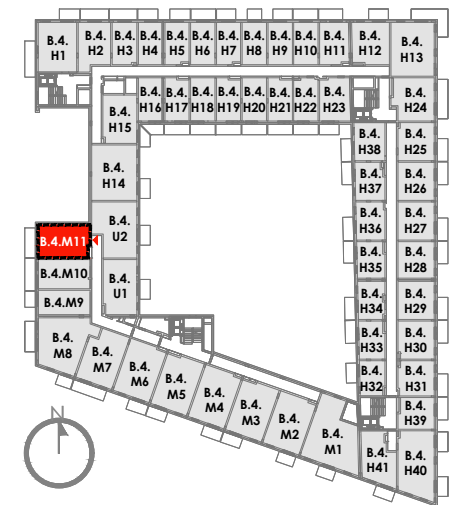 B.4.
H1
B.4.
H2
B.4.
H3
B.4.
H4
B.4.
H5
B.4.
H6
B.4.
H7
B.4.
H8
B.4.
H9
B.4.
H10
B.4.
H11
B.4.
H12
B.4.
H13
B.4.
H16
B.4.
H17
B.4.
H18
B.4.
H19
B.4.
H20
B.4.
H21
B.4.
H22
B.4.
H23
B.4.
H24
B.4.
H15
B.4.
H38
B.4.
H25
B.4.
H14
B.4.
H37
B.4.
H26
B.4.
U2
B.4.
H36
B.4.
H27
B.4.M11
B.4.
H35
B.4.
H28
B.4.M10
B.4.
U1
B.4.
H34
B.4.
H29
B.4.M9
B.4.
H33
B.4.
H30
B.4.
M8
B.4.
M7
B.4.
M6
B.4.
M5
B.4.
M4
B.4.
M3
B.4.
M2
B.4.
M1
B.4.
H32
B.4.
H31
B.4.
H39
B.4.
H41
B.4.
H40
N